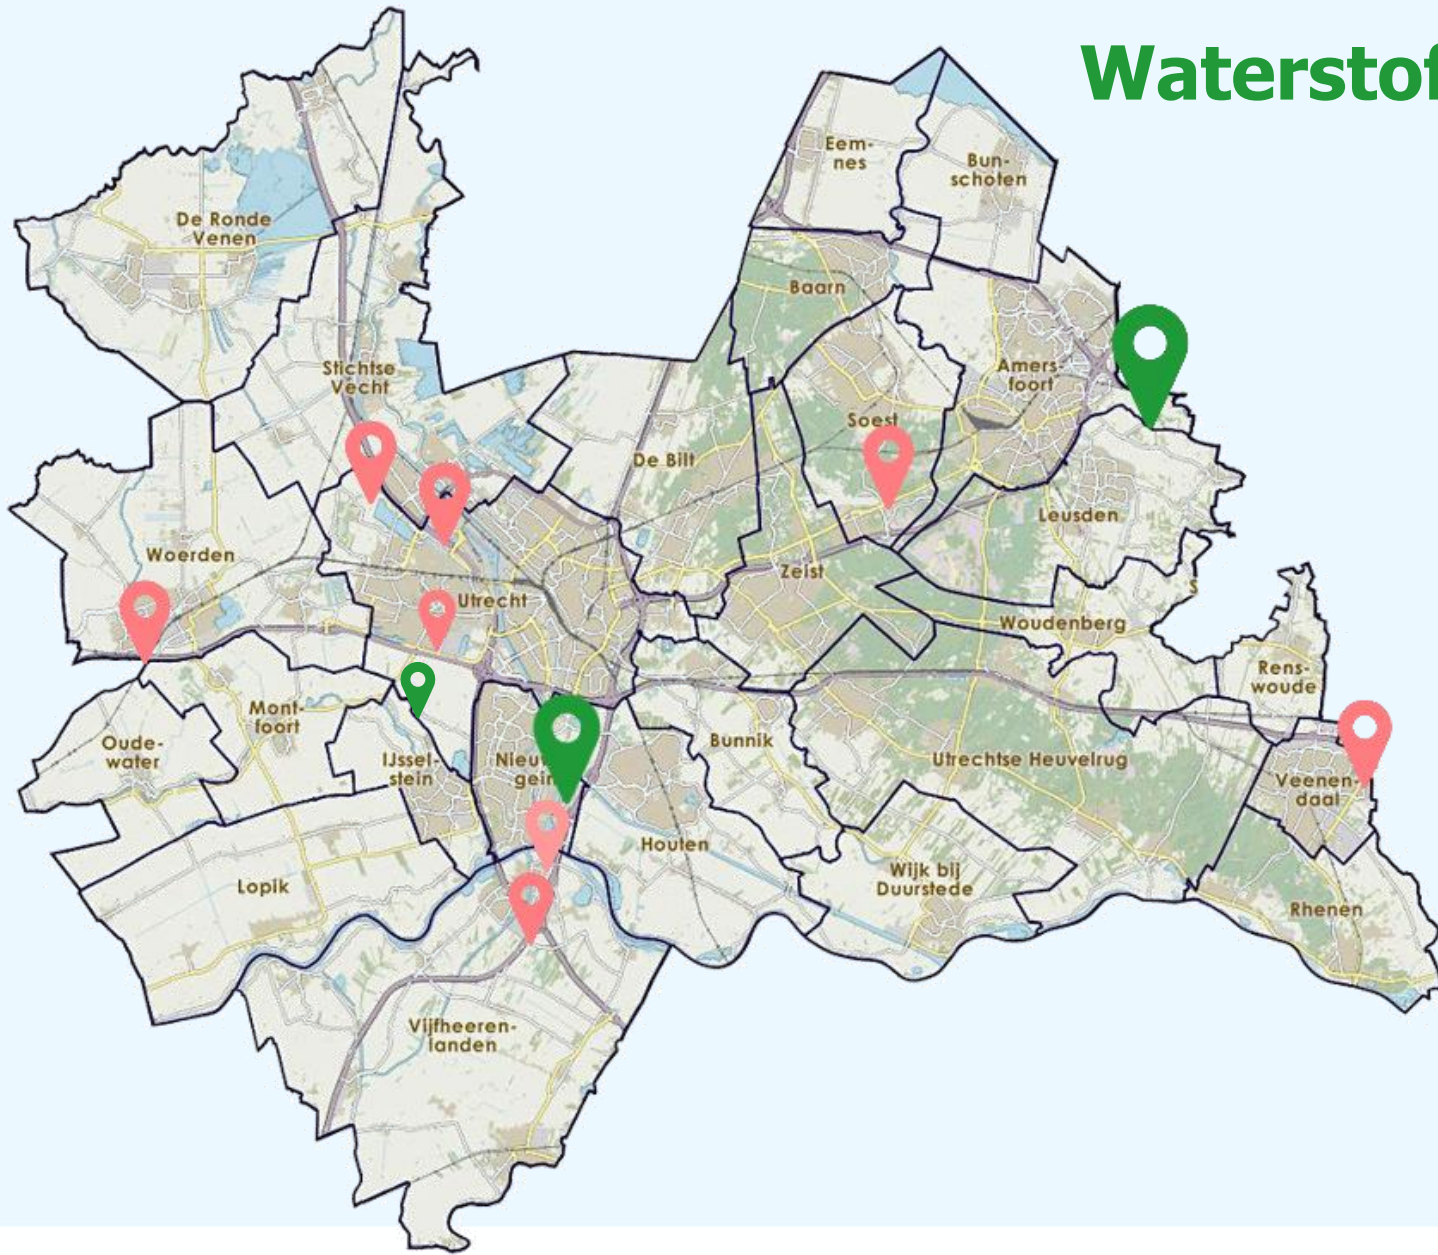 Waterstof
Eem-
nes
Bun-
schoten
De Ronde
Venen
Baarn
Stichtse
Vecht
Amers-
foort
Soest
De Bilt
Leusden
Woerden
Zeist
S
Utrecht
Woudenberg
Rens-
woude
Mont-
foort
Oude-
water
IJssel-
stein
Nieuw
gein
Bunnik
Utrechtse Heuvelrug
Veenen-
daal
Houten
Wijk bij
Duurstede
Lopik
Rhenen
Vijfheeren-
landen